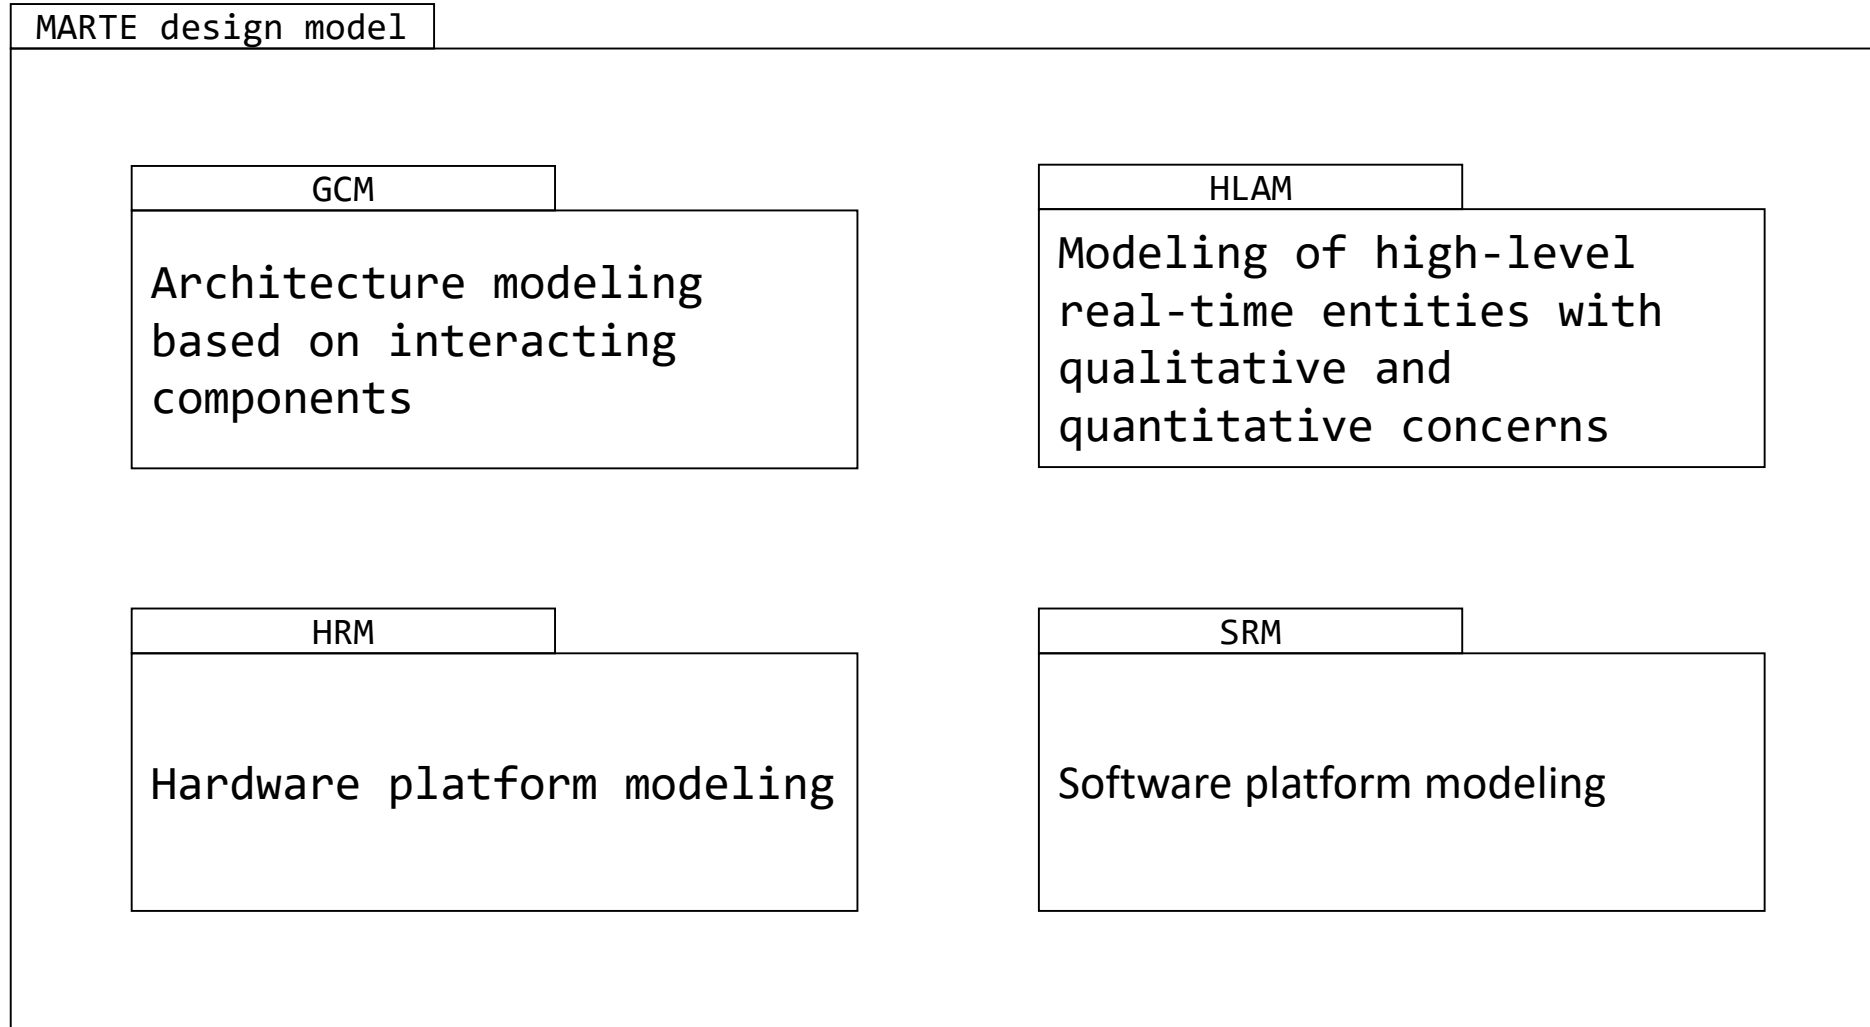 MARTE design model
GCM
Architecture modeling
based on interacting
components
HLAM
Modeling of high-level
real-time entities with
qualitative and
quantitative concerns
HRM
Hardware platform modeling
SRM
Software platform modeling